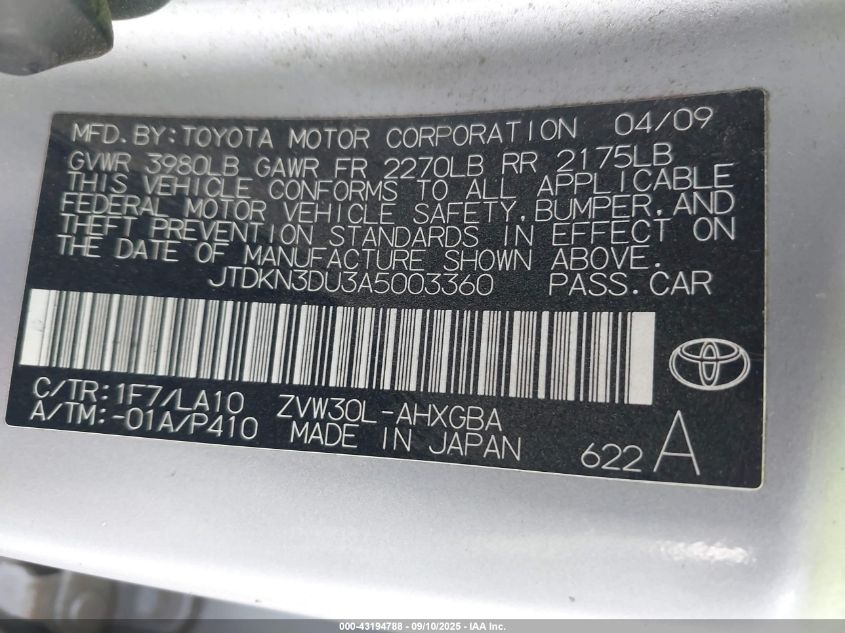 MFD.BY:TOYOTA MOTOR CORPORATION 04/09
GVWR 3980LB GAWR FR 2270LB RR 2175LB
THIS VEHICLE CONFORMS TO ALL APPLICABLE
FEDERAL MOTOR VEHICLE SAFETY,BUMPER,AND
THEFT PREVENTION STANDARDS IN EFFECT ON
THE DATE OF MANUFACTURE SHOWN ABOVE.
JTDKN3DU3A5003360 PASS.CAR
C/TR:1F7/LA10 ZVW30L-AHXGBA
A/TM:-01A/P410 MADE IN JAPAN
622 A
000-43194788 - 09/10/2025 - IAA Inc.